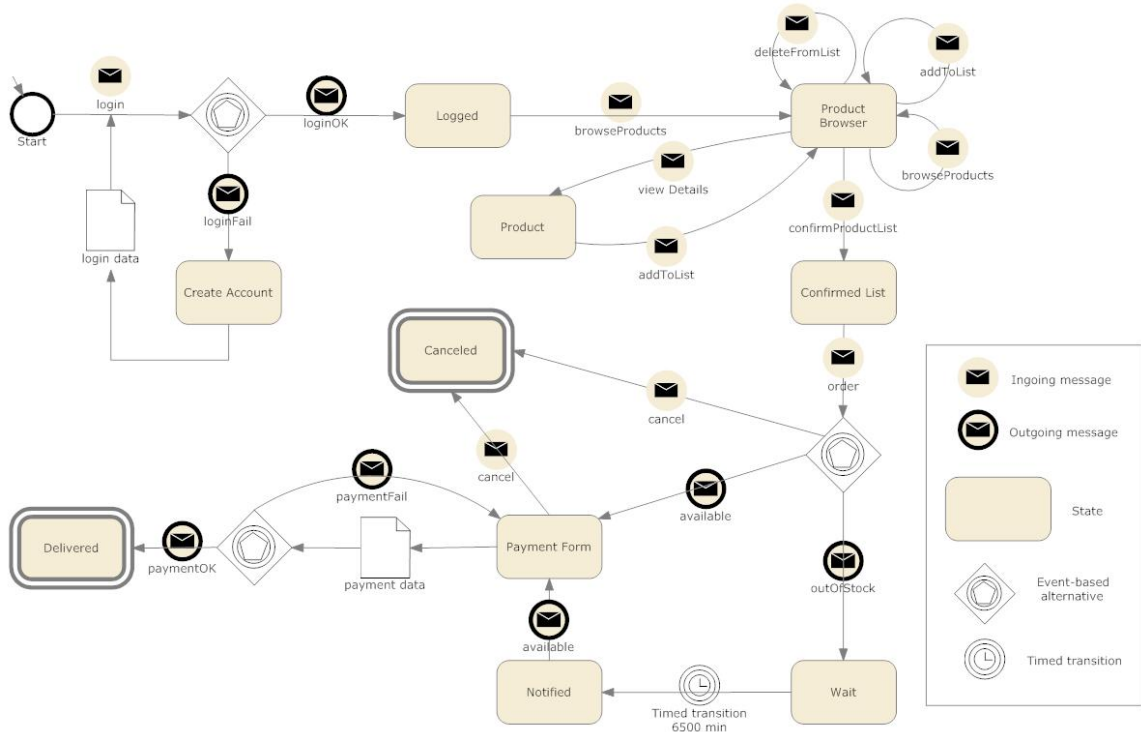 deleteFromList
addToList
login
loginOK
Start
Logged
browseProducts
Product
Browser
browseProducts
view Details
loginFail
Product
confirmProductList
login data
addToList
Create Account
Confirmed List
Canceled
order
cancel
Ingoing message
Outgoing message
cancel
paymentFail
available
State
Delivered
paymentOK
payment data
Payment Form
outOfStock
Event-based
alternative
available
Timed transition
Notified
Timed transition
6500 min
Wait